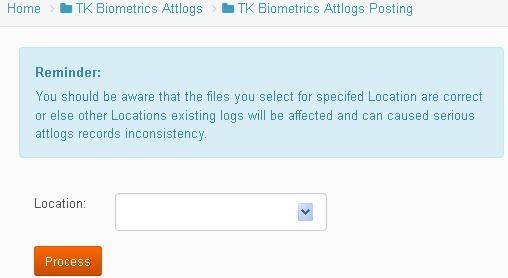 Home > TK Biometrics Attlogs > TK Biometrics Attlogs Posting
Reminder:
You should be aware that the files you select for specifed Location are correct
or else other Locations existing logs will be affected and can caused serious
attlogs records inconsistency.
Location:
Process